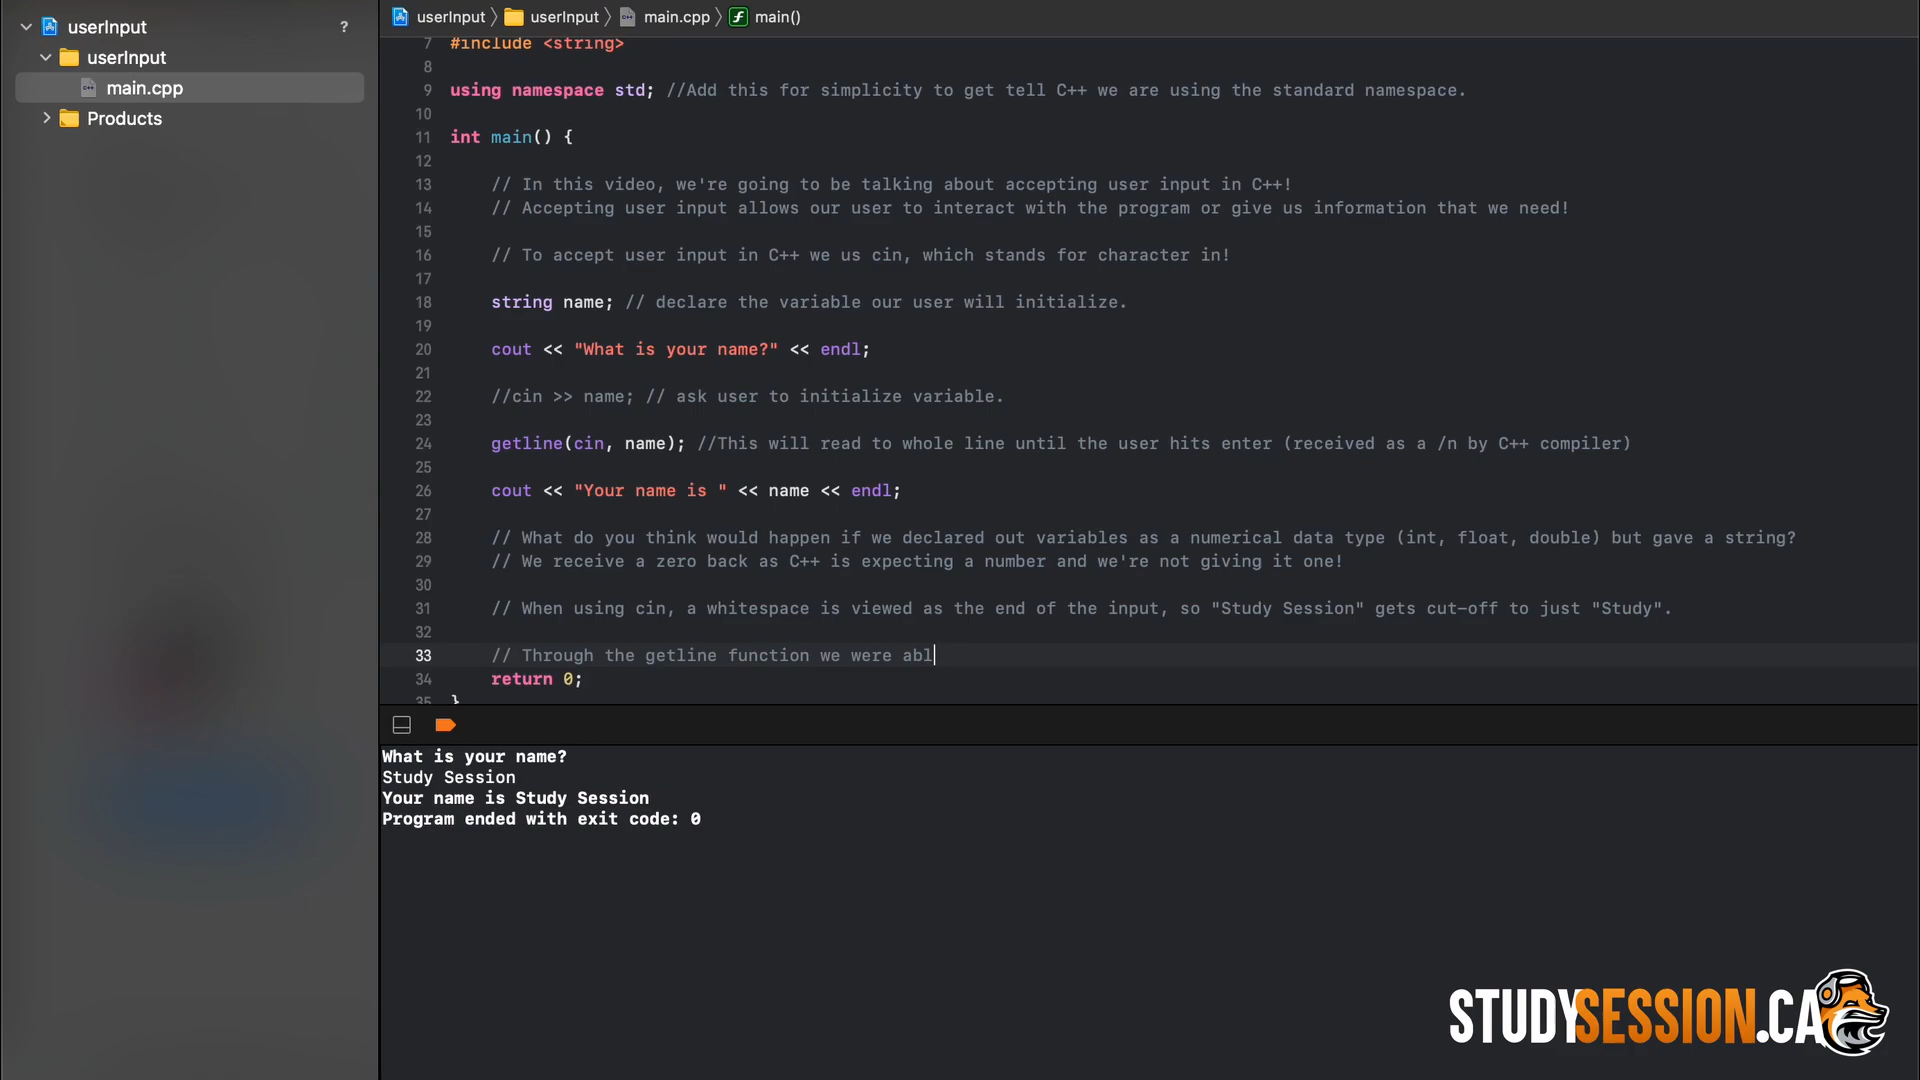 userInput ?
userInput
main.cpp
Products
userInput 〉 userInput 〉 main.cpp 〉 main()
7 #include <string>
8
9 using namespace std; //Add this for simplicity to get tell C++ we are using the standard namespace.
10
11 int main() {
12
13 // In this video, we're going to be talking about accepting user input in C++!
14 // Accepting user input allows our user to interact with the program or give us information that we need!
15
16 // To accept user input in C++ we us cin, which stands for character in!
17
18 string name; // declare the variable our user will initialize.
19
20 cout << "What is your name?" << endl;
21
22 //cin >> name; // ask user to initialize variable.
23
24 getline(cin, name); //This will read to whole line until the user hits enter (received as a /n by C++ compiler)
25
26 cout << "Your name is " << name << endl;
27
28 // What do you think would happen if we declared out variables as a numerical data type (int, float, double) but gave a string?
29 // We receive a zero back as C++ is expecting a number and we're not giving it one!
30
31 // When using cin, a whitespace is viewed as the end of the input, so "Study Session" gets cut-off to just "Study".
32
33 // Through the getline function we were abl
34 return 0;
35 }
What is your name?
Study Session
Your name is Study Session
Program ended with exit code: 0
STUDYSESSION.CA